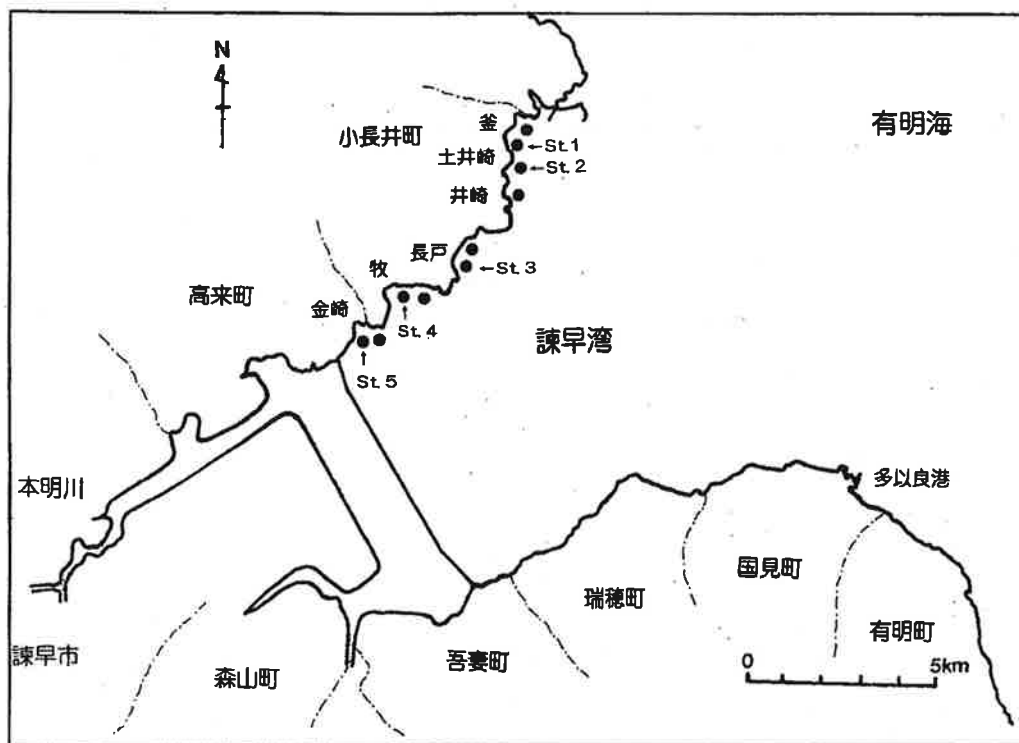 N
釜
有明海
小長井町
St.1
土井崎
St.2
井崎
長戸
牧
St.3
高来町
金崎
St.4
諫早湾
St.5
本明川
多以良港
国見町
瑞穂町
有明町
諫早市
吾妻町
森山町
0
5km